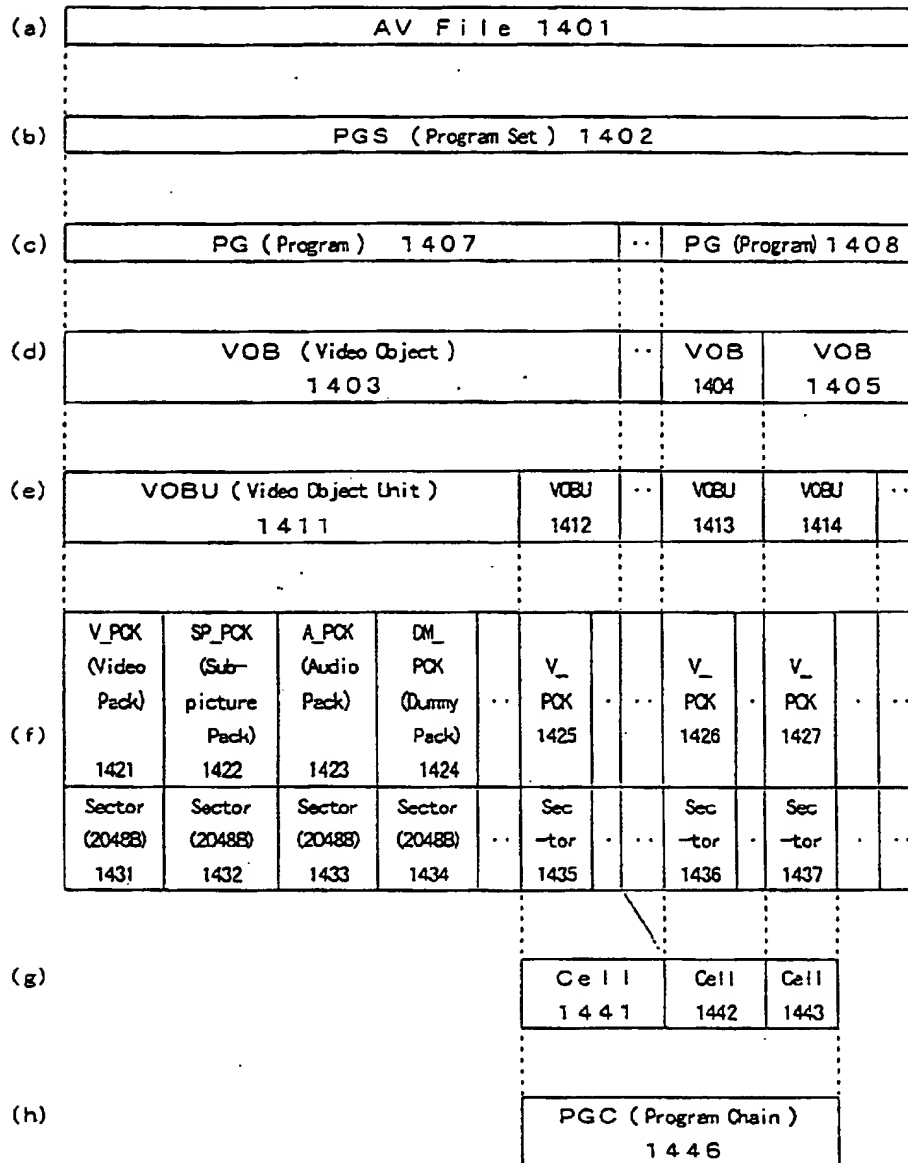 (a) AV File 1401
(b) PGS (Program Set) 1402
(c) PG (Program) 1407 ·· PG (Program) 1408
(d) VOB (Video Object) ·· VOB VOB
1403 1404 1405
(e) VOBU (Video Object Unit) VOBU ·· VOBU VOBU ··
1411 1412 1413 1414
V_PCK SP_PCK A_PCK DM_
(Video (Sub- (Audio PCK V_ V_ V_
Pack) picture Pack) (Dummy ·· PCK · ·· PCK · PCK · ··
(f) Pack) Pack) 1425 1426 1427
1421 1422 1423 1424
Sector Sector Sector Sector Sec Sec Sec
(2048B) (2048B) (2048B) (2048B) ·· -tor · ·· -tor · -tor · ··
1431 1432 1433 1434 1435 1436 1437
(g) Cell Cell Cell
1441 1442 1443
(h) PGC (Program Chain)
1446